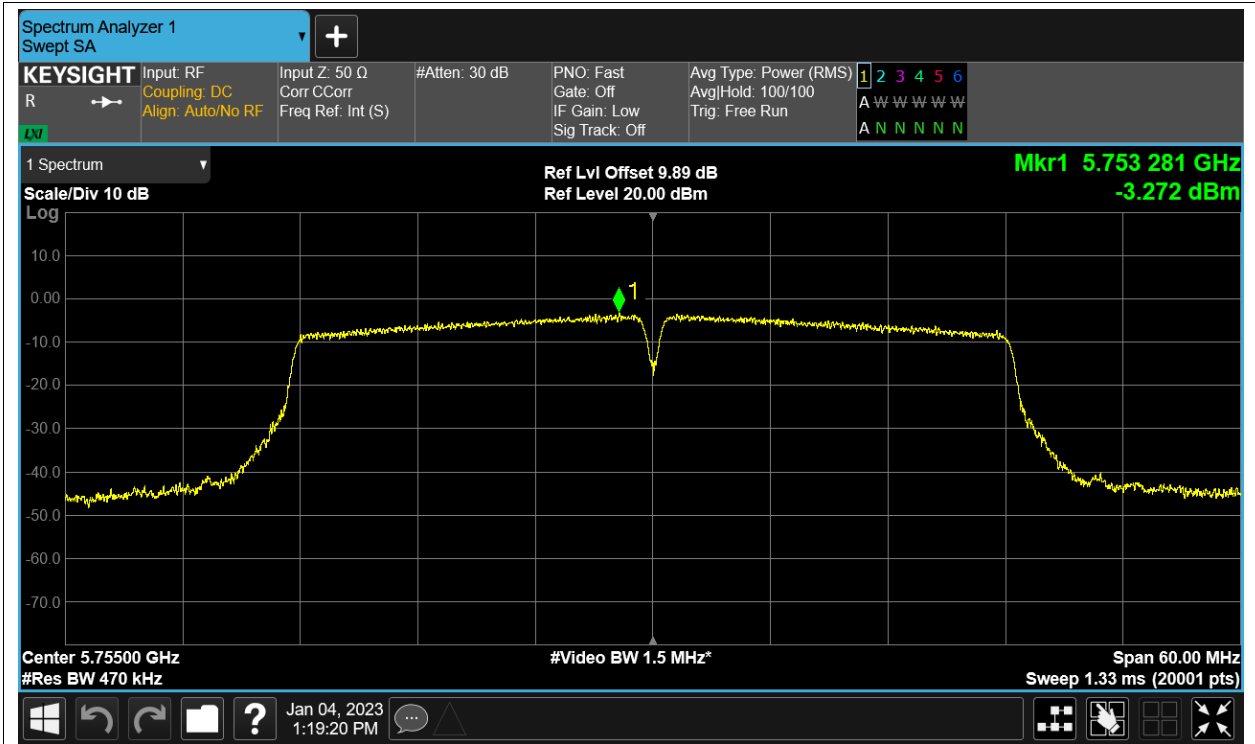 Spectrum Analyzer 1
Swept SA
KEYSIGHT
R
LXI
Input: RF
Coupling: DC
Align: Auto/No RF
Input Z: 50 Ω
Corr CCorr
Freq Ref: Int (S)
#Atten: 30 dB
PNO: Fast
Gate: Off
IF Gain: Low
Sig Track: Off
Avg Type: Power (RMS)
Avg|Hold: 100/100
Trig: Free Run
1 2 3 4 5 6
A W W W W W
A N N N N N
1 Spectrum
Scale/Div 10 dB
Log
Ref Lvl Offset 9.89 dB
Ref Level 20.00 dBm
Mkr1 5.753 281 GHz
-3.272 dBm
1
10.0
0.00
-10.0
-20.0
-30.0
-40.0
-50.0
-60.0
-70.0
Center 5.75500 GHz
#Res BW 470 kHz
#Video BW 1.5 MHz*
Span 60.00 MHz
Sweep 1.33 ms (20001 pts)
?
Jan 04, 2023
1:19:20 PM